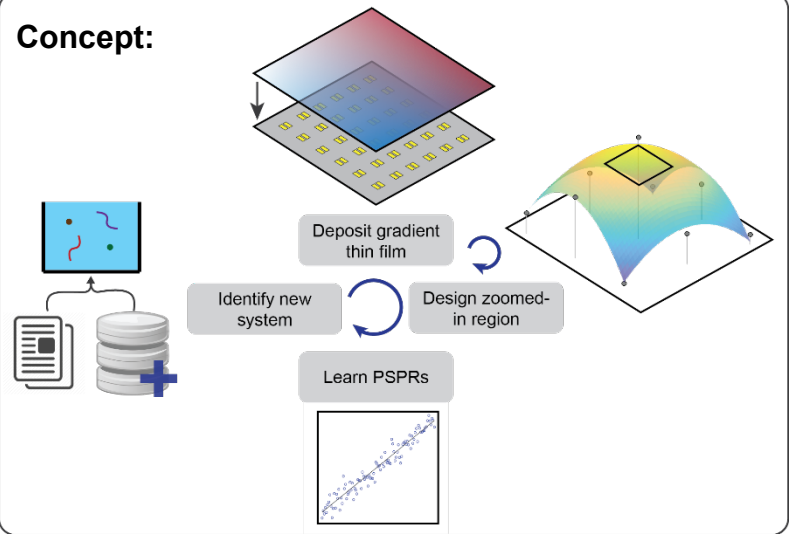 Concept:
Deposit gradient
thin film
Identify new
system
Design zoomed-
in region
Learn PSPRs